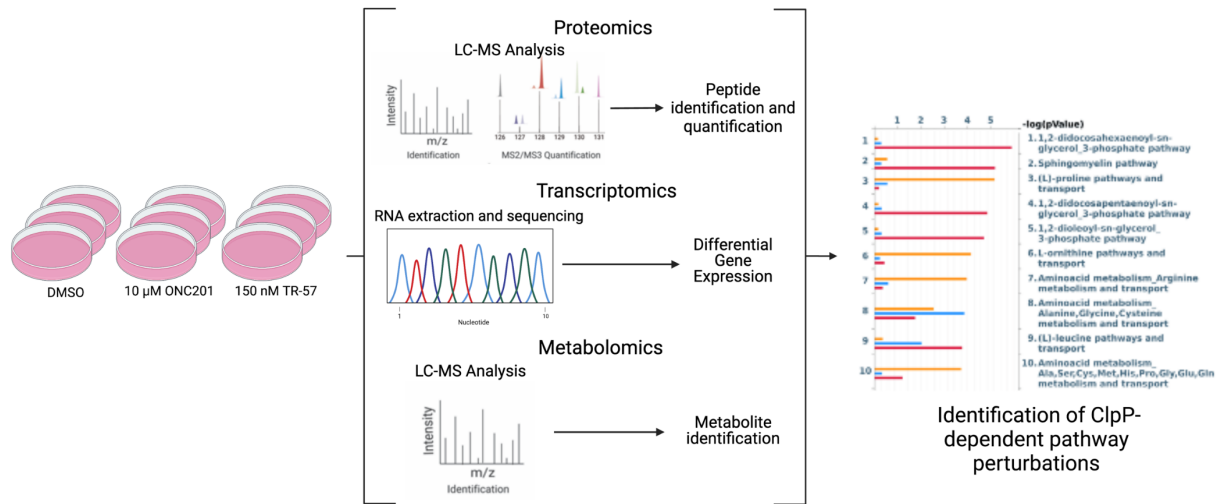 DMSO
10 µM ONC201
150 nM TR-57
Proteomics
LC-MS Analysis
Intensity
m/z
Identification
126
127
128
129
130
131
MS2/MS3 Quantification
Peptide
identification and
quantification
Transcriptomics
RNA extraction and sequencing
1
Nucleotide
10
Differential
Gene
Expression
Metabolomics
LC-MS Analysis
Intensity
m/z
Identification
Metabolite
identification
1 2 3 4 5
-log(pValue)
1
2
3
4
5
6
7
8
9
10
1. 1,2-didocosahexaenoyl-sn-
glycerol_3-phosphate pathway
2. Sphingomyelin pathway
3. (L)-proline pathways and
transport
4. 1,2-didocosapentaenoyl-sn-
glycerol_3-phosphate pathway
5. 1,2-dioleoyl-sn-glycerol_
3-phosphate pathway
6. L-ornithine pathways and
transport
7. Aminoacid metabolism_Arginine
metabolism and transport
8. Aminoacid metabolism_
Alanine,Glycine,Cysteine
metabolism and transport
9. (L)-leucine pathways and
transport
10. Aminoacid metabolism_
Ala,Ser,Cys,Met,His,Pro,Gly,Glu,Gln
metabolism and transport
Identification of ClpP-
dependent pathway
perturbations